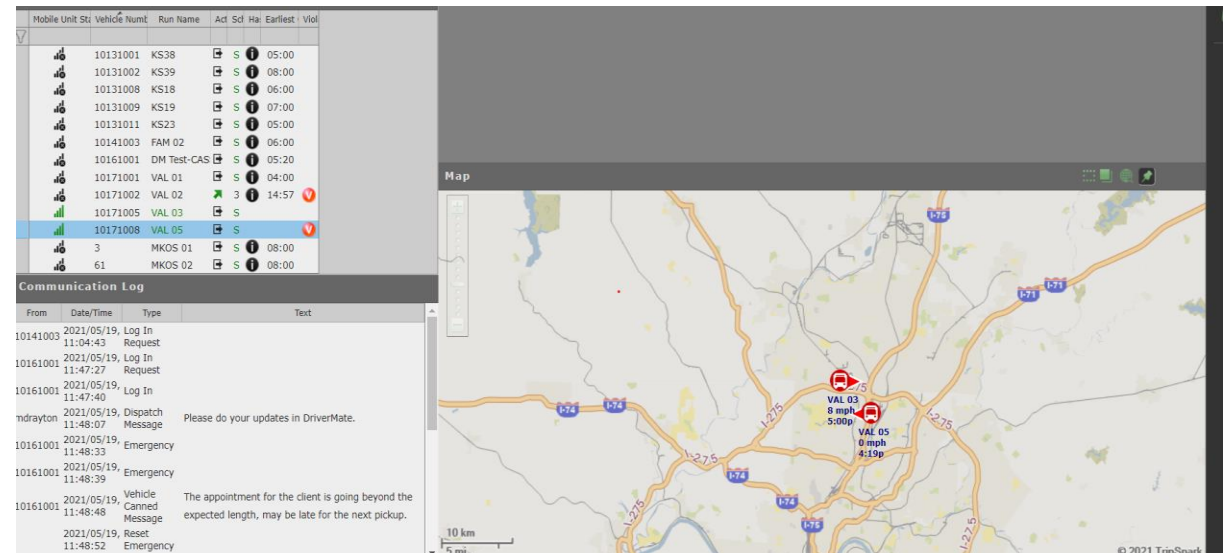 Mobile Unit Sta Vehicle Numb Run Name Act Scl Ha: Earliest Viol
10131001 KS38 S 05:00
10131002 KS39 S 08:00
10131008 KS18 S 06:00
10131009 KS19 S 07:00
10131011 KS23 S 05:00
10141003 FAM 02 S 06:00
10161001 DM Test-CAS S 05:20
10171001 VAL 01 S 04:00
10171002 VAL 02 3 14:57 V
10171005 VAL 03 S
10171008 VAL 05 S V
3 MKOS 01 S 08:00
61 MKOS 02 S 08:00
Communication Log
From Date/Time Type Text
10141003 2021/05/19, 11:04:43 Log In Request
10161001 2021/05/19, 11:47:27 Log In Request
10161001 2021/05/19, 11:47:40 Log In
mdrayton 2021/05/19, 11:48:07 Dispatch Message Please do your updates in DriverMate.
10161001 2021/05/19, 11:48:33 Emergency
10161001 2021/05/19, 11:48:39 Emergency
10161001 2021/05/19, 11:48:48 Vehicle Canned Message The appointment for the client is going beyond the
expected length, may be late for the next pickup.
2021/05/19, 11:48:52 Reset Emergency
Map
I-75
I-71
I-71
I-74
I-74
I-275
I-275
VAL 03
8 mph
5:00p
VAL 05
0 mph
4:19p
I-275
I-74
I-74
I-75
I-275
I-275
10 km
5 mi
© 2021 TripSpark